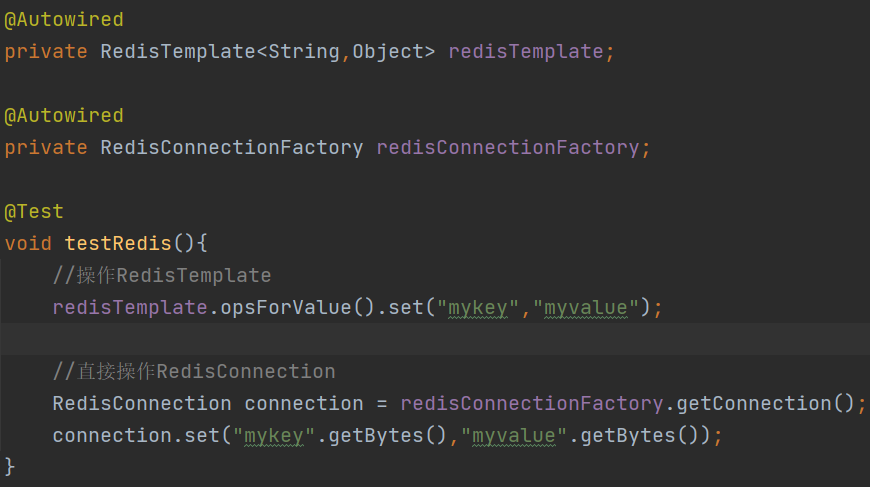 @Autowired
private RedisTemplate<String,Object> redisTemplate;
@Autowired
private RedisConnectionFactory redisConnectionFactory;
@Test
void testRedis(){
//操作RedisTemplate
redisTemplate.opsForValue().set("mykey","myvalue");
//直接操作RedisConnection
RedisConnection connection = redisConnectionFactory.getConnection();
connection.set("mykey".getBytes(),"myvalue".getBytes());
}